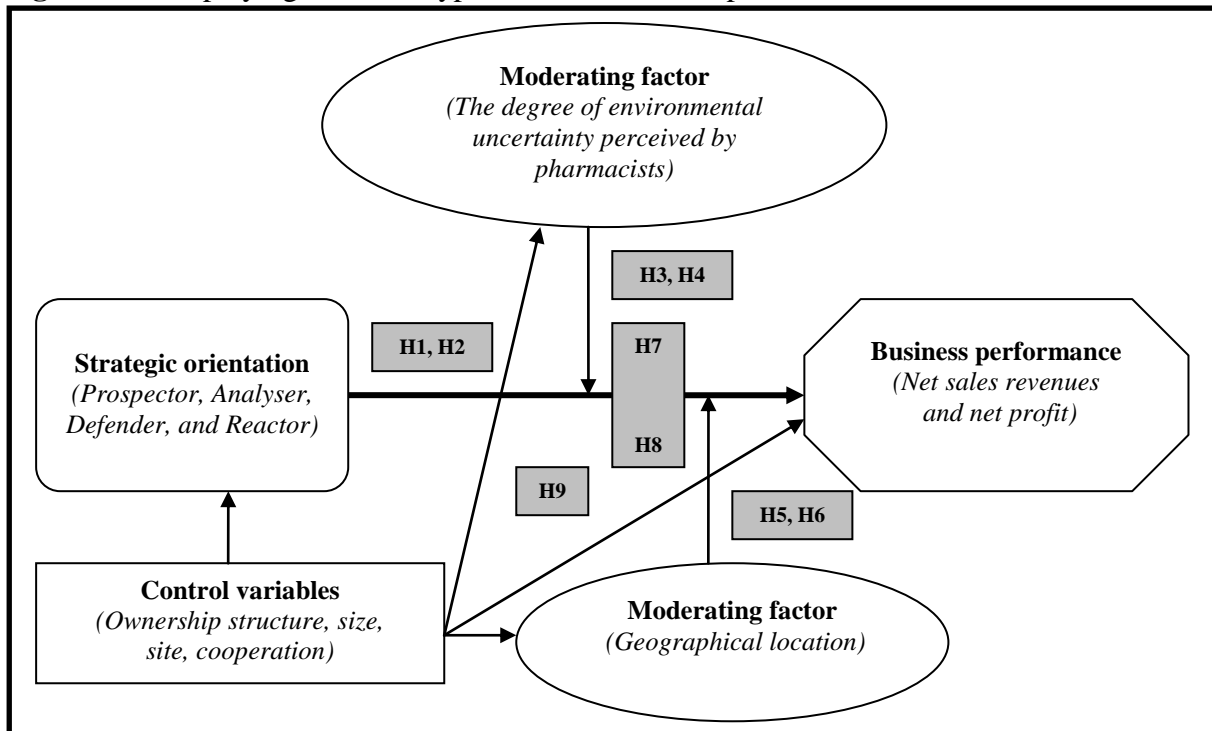 Moderating factor
(The degree of environmental
uncertainty perceived by
pharmacists)
H3, H4
H1, H2
H7
Strategic orientation
(Prospector, Analyser,
Defender, and Reactor)
Business performance
(Net sales revenues
and net profit)
H8
H9
H5, H6
Control variables
(Ownership structure, size,
site, cooperation)
Moderating factor
(Geographical location)